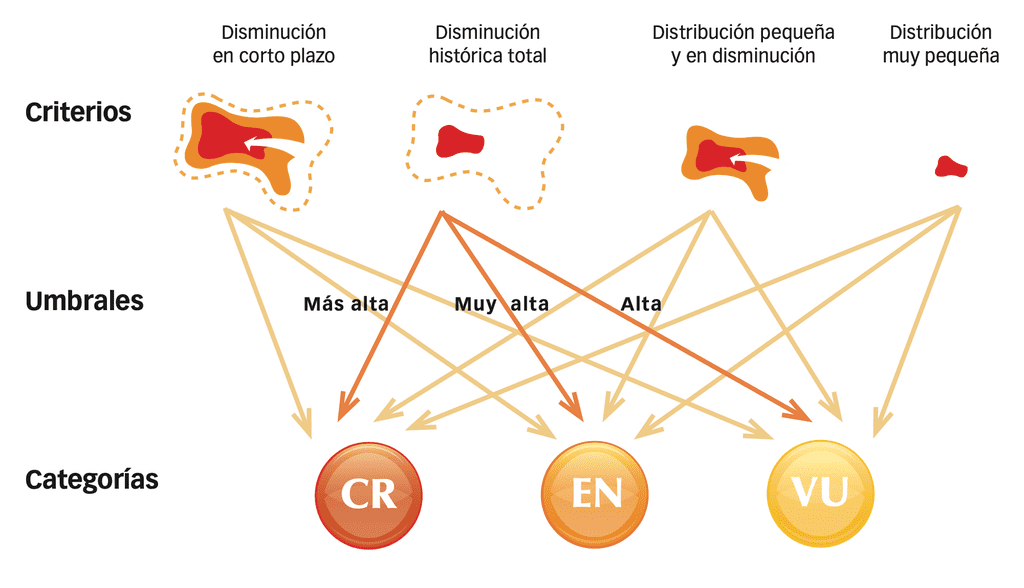 Disminución
en corto plazo
Disminución
histórica total
Distribución pequeña
y en disminución
Distribución
muy pequeña
Criterios
Umbrales
Más alta
Muy alta
Alta
Categorías
CR
EN
VU